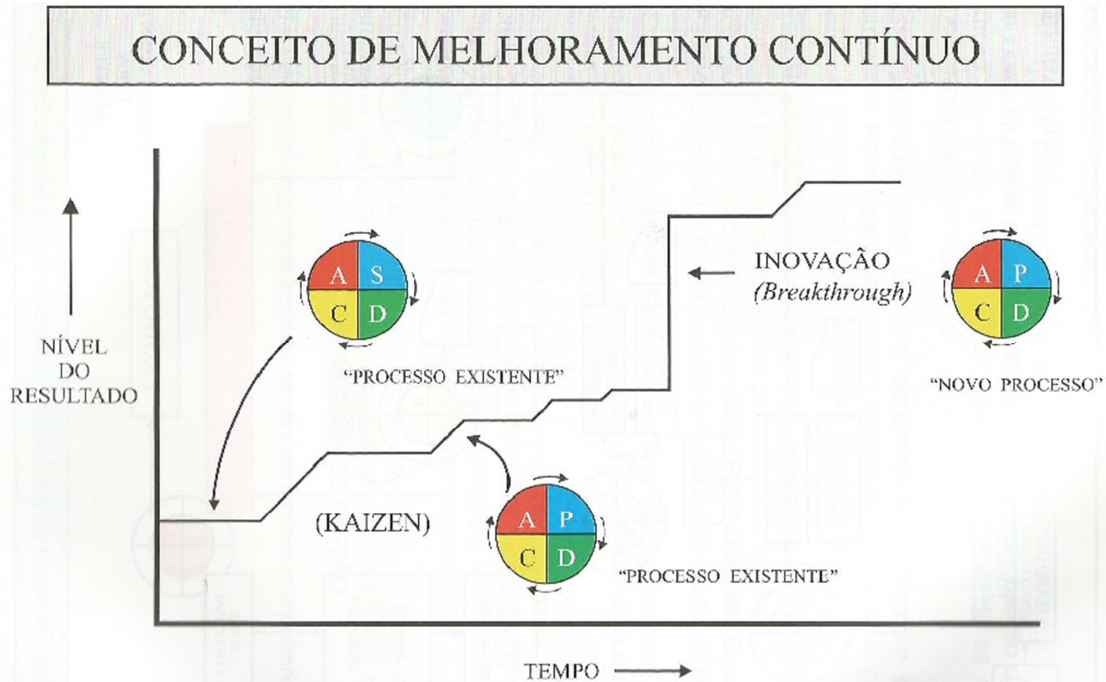 CONCEITO DE MELHORAMENTO CONTÍNUO
NÍVEL
DO
RESULTADO
A S
C D
"PROCESSO EXISTENTE"
INOVAÇÃO
(Breakthrough)
A P
C D
"NOVO PROCESSO"
(KAIZEN)
A P
C D
"PROCESSO EXISTENTE"
TEMPO